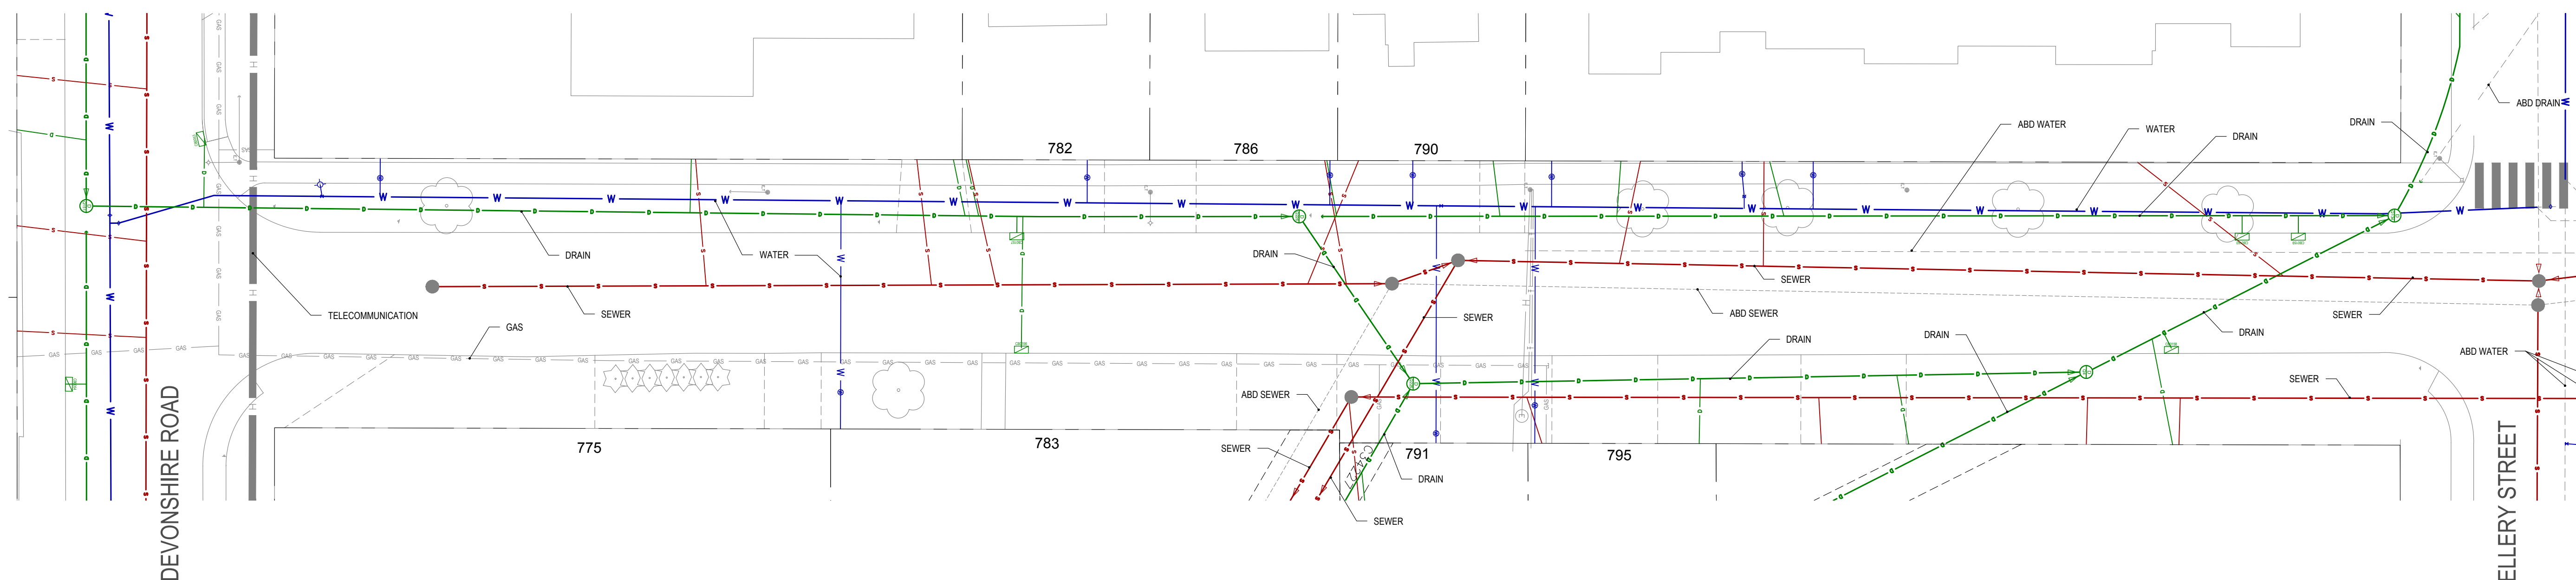 ABD DRAIN
DRAIN
ABD WATER
WATER
DRAIN
782
786
790
DRAIN
WATER
DRAIN
SEWER
TELECOMMUNICATION
SEWER
GAS
SEWER
ABD SEWER
SEWER
DRAIN
DRAIN
DRAIN
ABD WATER
SEWER
ABD SEWER
775
783
SEWER
791
795
DRAIN
SEWER
DEVONSHIRE ROAD
ELLERY STREET